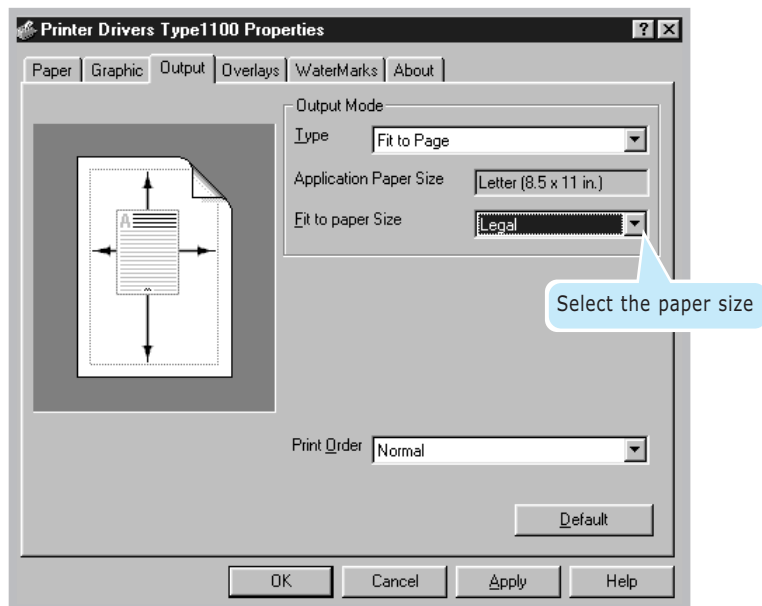 Printer Drivers Type1100 Properties
Paper Graphic Output Overlays WaterMarks About
Output Mode
Type Fit to Page
Application Paper Size Letter (8.5 x 11 in.)
Fit to paper Size Legal
Select the paper size
A
Print Order Normal
Default
OK Cancel Apply Help